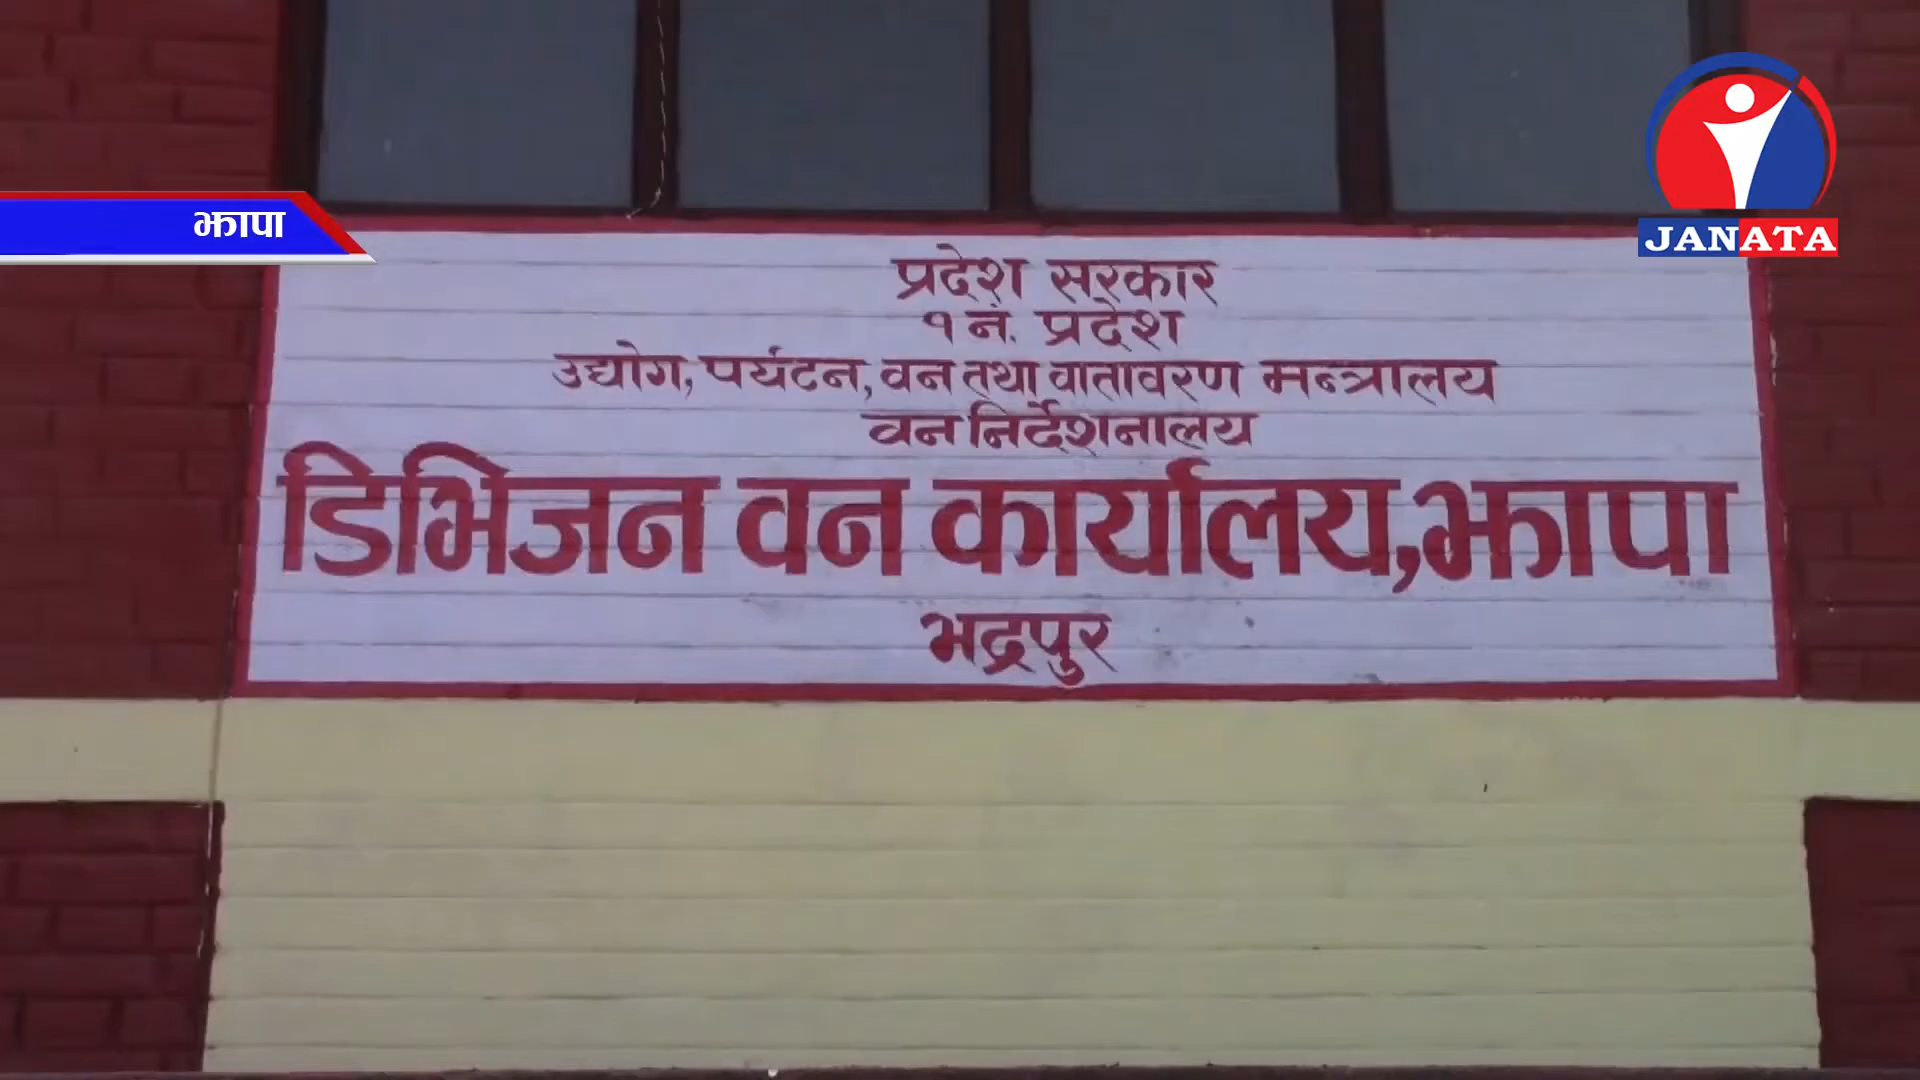 JANATA
झापा
प्रदेश सरकार
१ नं. प्रदेश
उद्योग, पर्यटन, वन तथा वातावरण मन्त्रालय
वन निर्देशनालय
डिभिजन वन कार्यालय, झापा
भद्रपुर